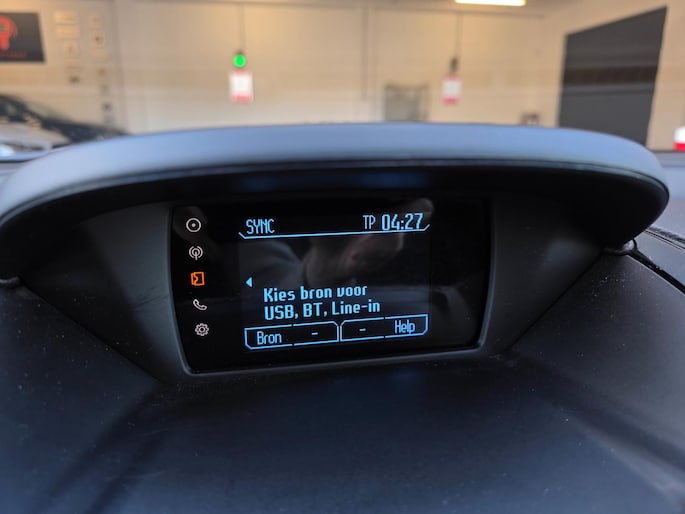 SYNC TP 04:27
Kies bron voor
USB, BT, Line-in
Bron – – Help